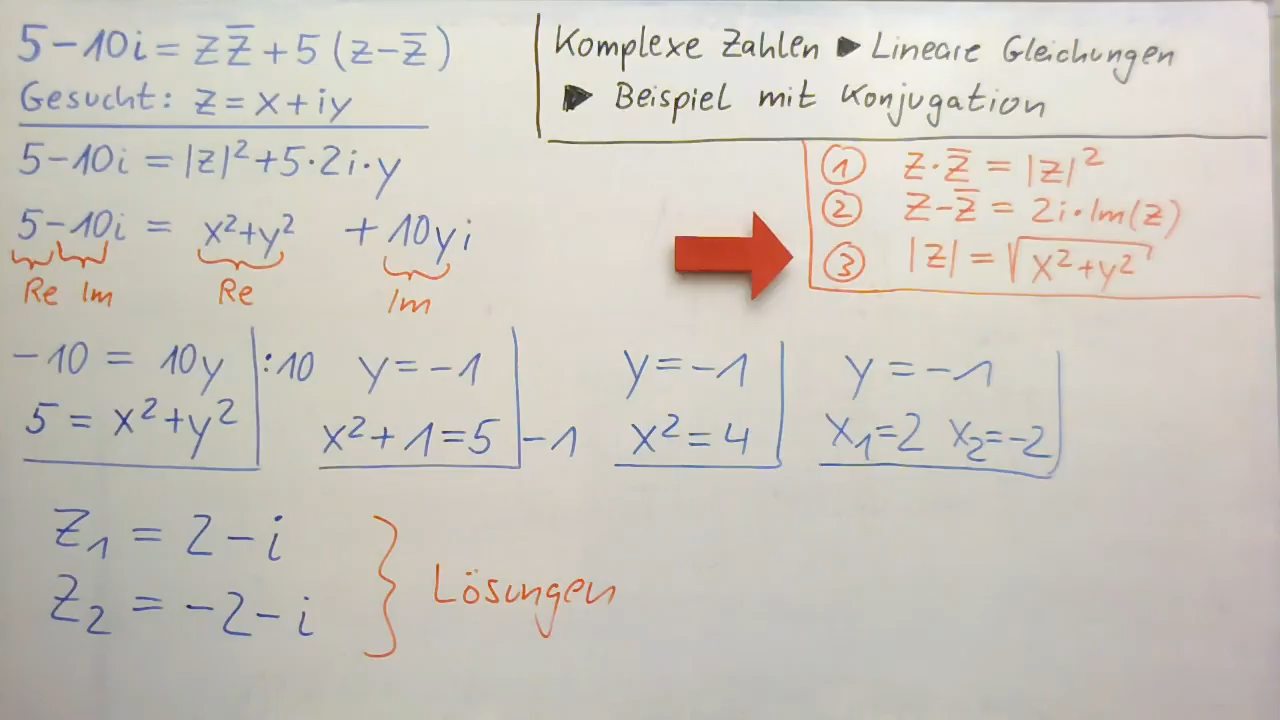 5-10i = zz̅ + 5 (z-z̅)
Gesucht: z = x+iy
5-10i = |z|²+5·2i·y
5-10i = x²+y² + 10yi
Re Im Re Im
Komplexe Zahlen ▶ Lineare Gleichungen
▶ Beispiel mit Konjugation
① z·z̅ = |z|²
② z-z̅ = 2i·Im(z)
③ |z| = √x²+y²
-10 = 10y | :10
5 = x²+y²
y = -1
x²+1=5 | -1
y = -1
x² = 4
y = -1
x₁=2 x₂=-2
z₁ = 2-i
z₂ = -2-i
} Lösungen